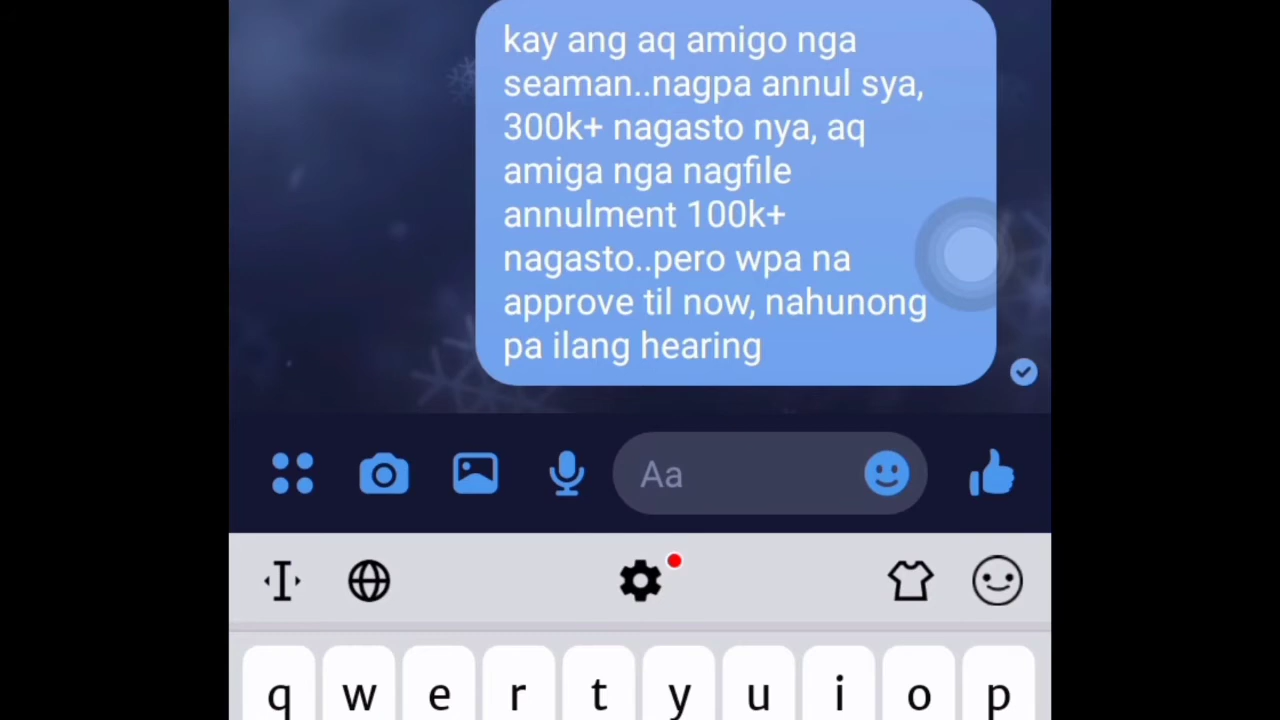 kay ang aq amigo nga
seaman..nagpa annul sya,
300k+ nagasto nya, aq
amiga nga nagfile
annulment 100k+
nagasto..pero wpa na
approve til now, nahunong
pa ilang hearing
Aa
q w e r t y u i o p